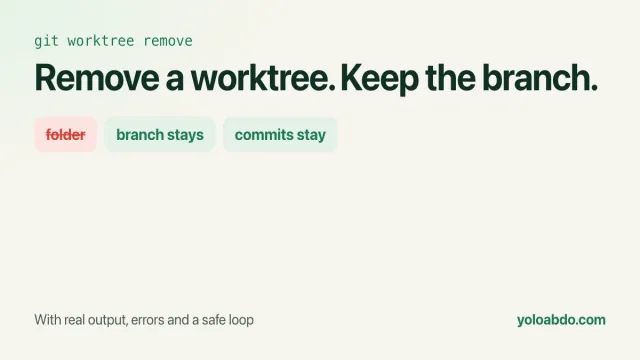 git worktree remove
Remove a worktree. Keep the branch.
folder branch stays commits stay
With real output, errors and a safe loop
yoloabdo.com